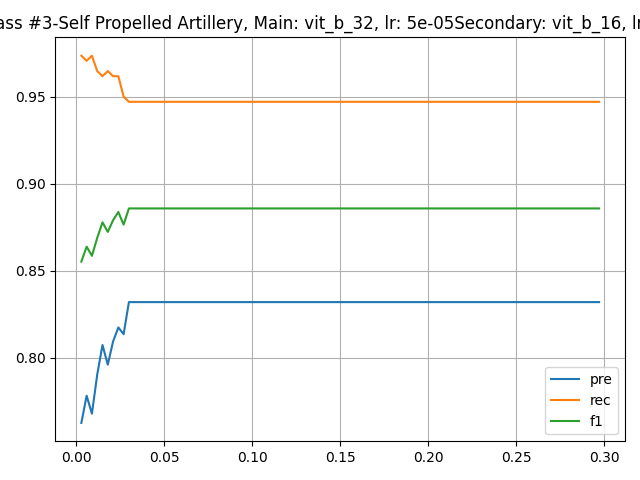 ass #3-Self Propelled Artillery, Main: vit_b_32, lr: 5e-05Secondary: vit_b_16, lr
0.95
0.90
0.85
0.80
0.00 0.05 0.10 0.15 0.20 0.25 0.30
pre
rec
f1